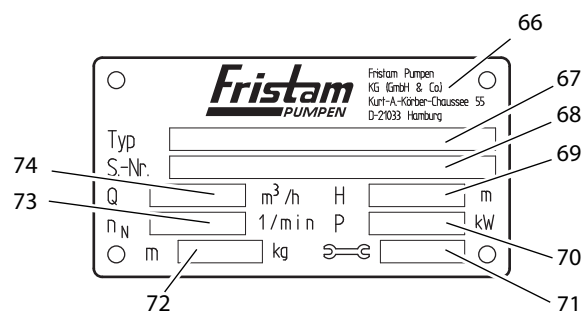 66
Fristam
PUMPEN
Fristam Pumpen
KG (GmbH & Co.)
Kurt-A.-Körber-Chaussee 55
D-21033 Hamburg
67
Typ
68
S.-Nr.
74 Q m³/h H m 69
73 nN 1/min P kW 70
m kg
72
71